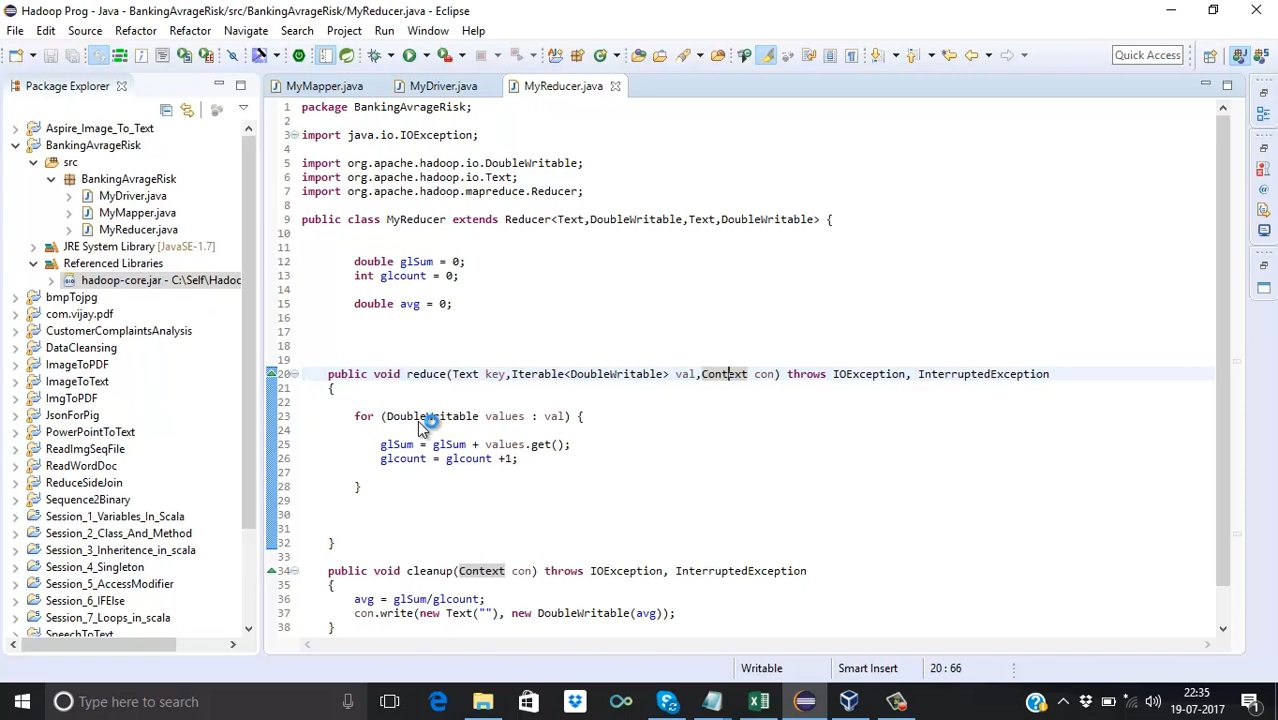 Hadoop Prog - Java - BankingAvrageRisk/src/BankingAvrageRisk/MyReducer.java - Eclipse
File Edit Source Refactor Refactor Navigate Search Project Run Window Help
Quick Access
Package Explorer
Aspire_Image_To_Text
BankingAvrageRisk
src
BankingAvrageRisk
MyDriver.java
MyMapper.java
MyReducer.java
JRE System Library [JavaSE-1.7]
Referenced Libraries
hadoop-core.jar - C:\Self\Hadoo
bmpTojpg
com.vijay.pdf
CustomerComplaintsAnalysis
DataCleansing
ImageToPDF
ImageToText
ImgToPDF
JsonForPig
PowerPointToText
ReadImgSeqFile
ReadWordDoc
ReduceSideJoin
Sequence2Binary
Session_1_Variables_In_Scala
Session_2_Class_And_Method
Session_3_Inheritence_in_scala
Session_4_Singleton
Session_5_AccessModifier
Session_6_IFElse
Session_7_Loops_in_scala
SpeechToText
MyMapper.java MyDriver.java MyReducer.java
1 package BankingAvrageRisk;
2
3 import java.io.IOException;
4
5 import org.apache.hadoop.io.DoubleWritable;
6 import org.apache.hadoop.io.Text;
7 import org.apache.hadoop.mapreduce.Reducer;
8
9 public class MyReducer extends Reducer<Text,DoubleWritable,Text,DoubleWritable> {
10
11
12 double glSum = 0;
13 int glcount = 0;
14
15 double avg = 0;
16
17
18
19
20 public void reduce(Text key,Iterable<DoubleWritable> val,Context con) throws IOException, InterruptedException
21 {
22
23 for (DoubleWritable values : val) {
24
25 glSum = glSum + values.get();
26 glcount = glcount +1;
27
28 }
29
30
31
32 }
33
34 public void cleanup(Context con) throws IOException, InterruptedException
35 {
36 avg = glSum/glcount;
37 con.write(new Text(""), new DoubleWritable(avg));
38 }
Writable Smart Insert 20 : 66
Type here to search
22:35
19-07-2017